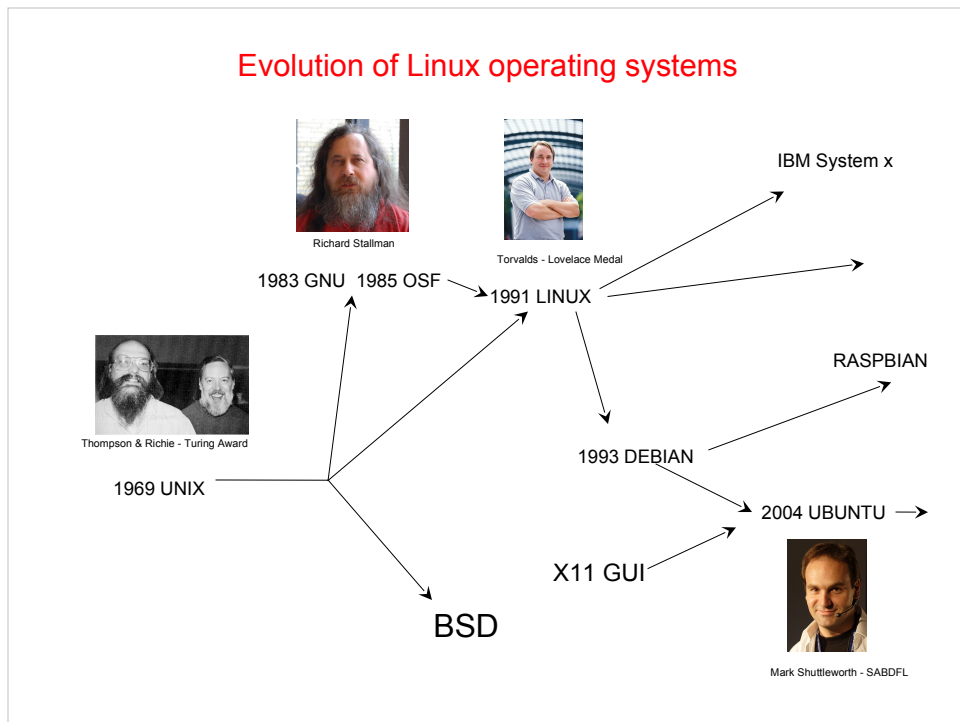 Evolution of Linux operating systems
IBM System x
Richard Stallman
Torvalds - Lovelace Medal
1983 GNU 1985 OSF
1991 LINUX
RASPBIAN
Thompson & Richie - Turing Award
1993 DEBIAN
1969 UNIX
2004 UBUNTU
X11 GUI
BSD
Mark Shuttleworth - SABDFL